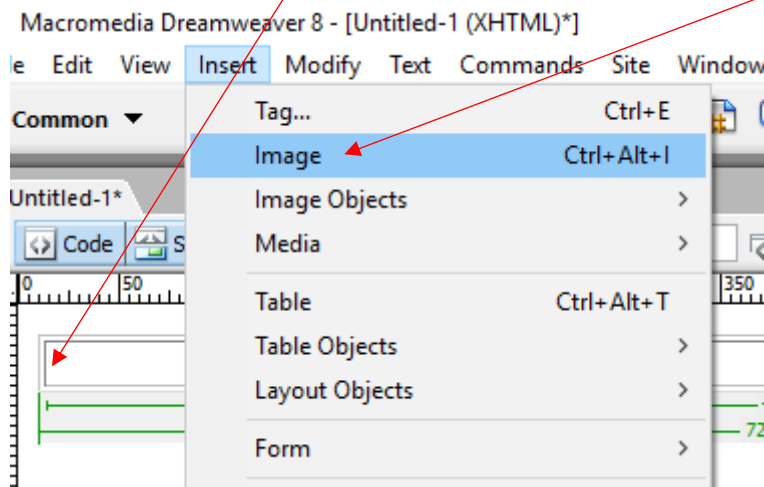 Macromedia Dreamweaver 8 - [Untitled-1 (XHTML)*]
Edit View Insert Modify Text Commands Site Window
Common
Tag... Ctrl+E
Image Ctrl+Alt+I
Untitled-1*
Image Objects
Code
Media
0 50 350
Table Ctrl+Alt+T
Table Objects
Layout Objects
72
Form